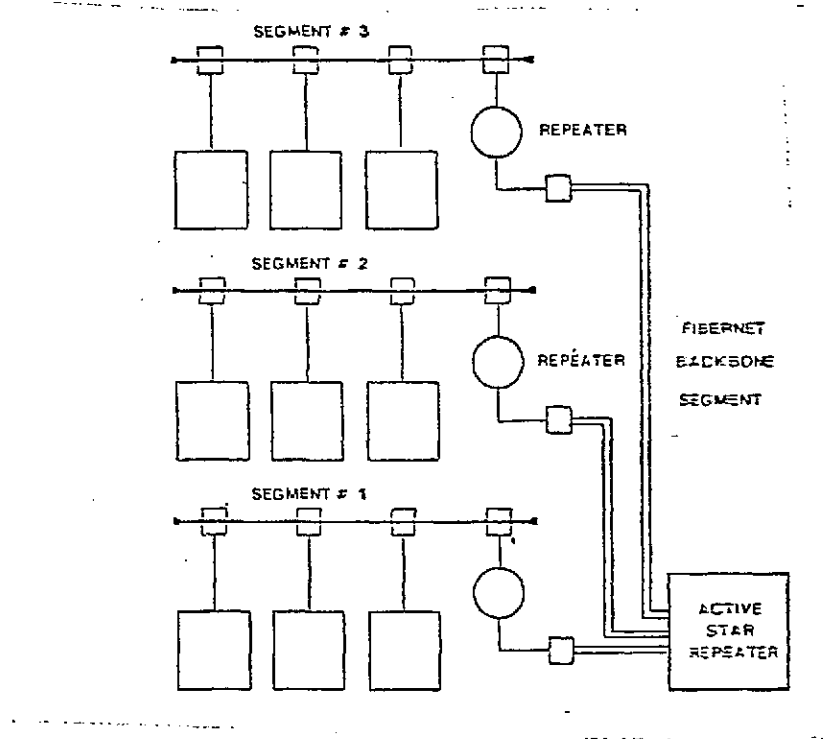 SEGMENT # 3
REPEATER
SEGMENT # 2
REPEATER
FIBERNET
BACKBONE
SEGMENT
SEGMENT # 1
ACTIVE
STAR
REPEATER